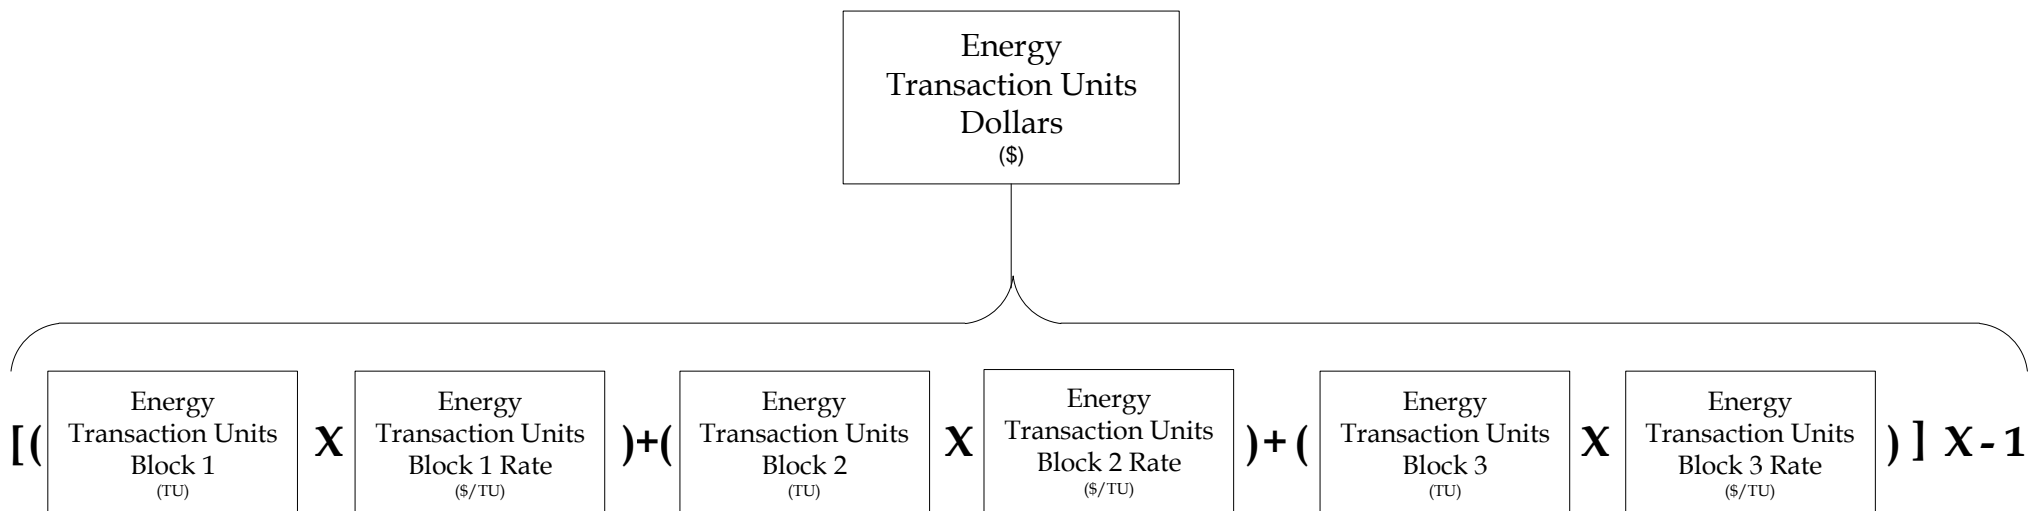 Energy
Transaction Units
Dollars
($)
[(
Energy
Transaction Units
Block 1
(TU)
X
Energy
Transaction Units
Block 1 Rate
($/TU)
)+(
Energy
Transaction Units
Block 2
(TU)
X
Energy
Transaction Units
Block 2 Rate
($/TU)
)+(
Energy
Transaction Units
Block 3
(TU)
X
Energy
Transaction Units
Block 3 Rate
($/TU)
)] X-1